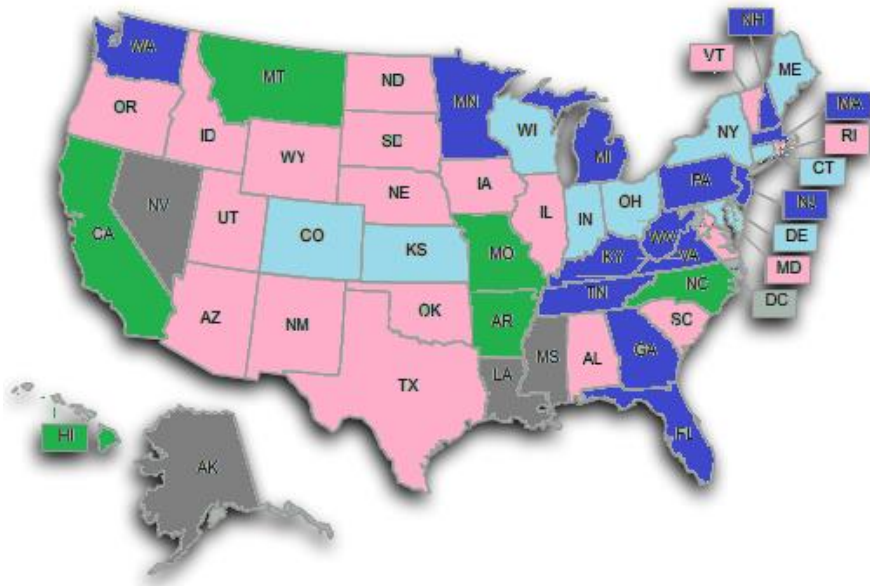 NH
WA
VT
ME
MT
ND
MN
OR
MA
ID
WI
NY
SD
RI
MI
WY
CT
IA
PA
NE
NJ
NV
IL
OH
IN
UT
DE
CA
CO
WV
KS
MO
KY
VA
MD
NC
TN
DC
OK
AZ
NM
AR
SC
GA
MS
AL
LA
TX
FL
HI
AK